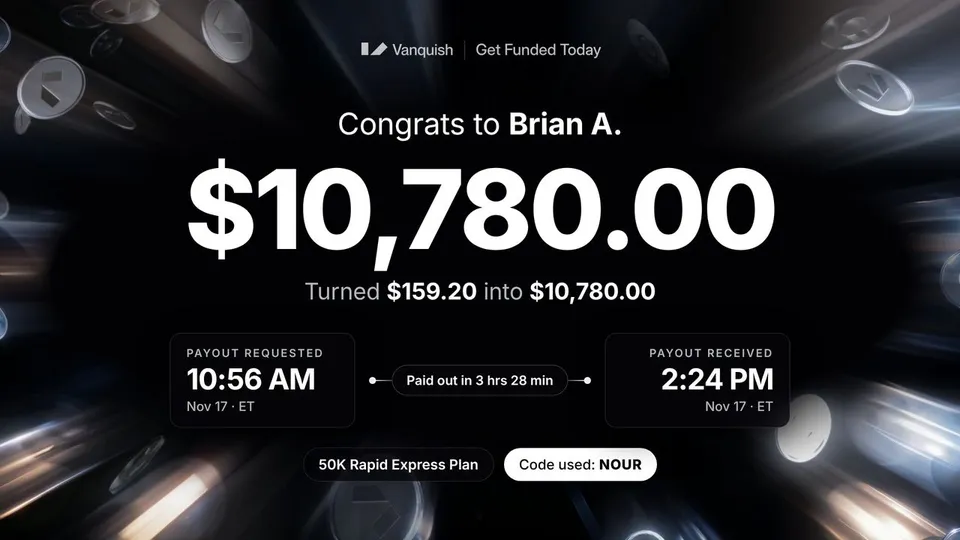 Vanquish | Get Funded Today
Congrats to Brian A.
$10,780.00
Turned $159.20 into $10,780.00
PAYOUT REQUESTED
10:56 AM
Nov 17 · ET
Paid out in 3 hrs 28 min
PAYOUT RECEIVED
2:24 PM
Nov 17 · ET
50K Rapid Express Plan
Code used: NOUR